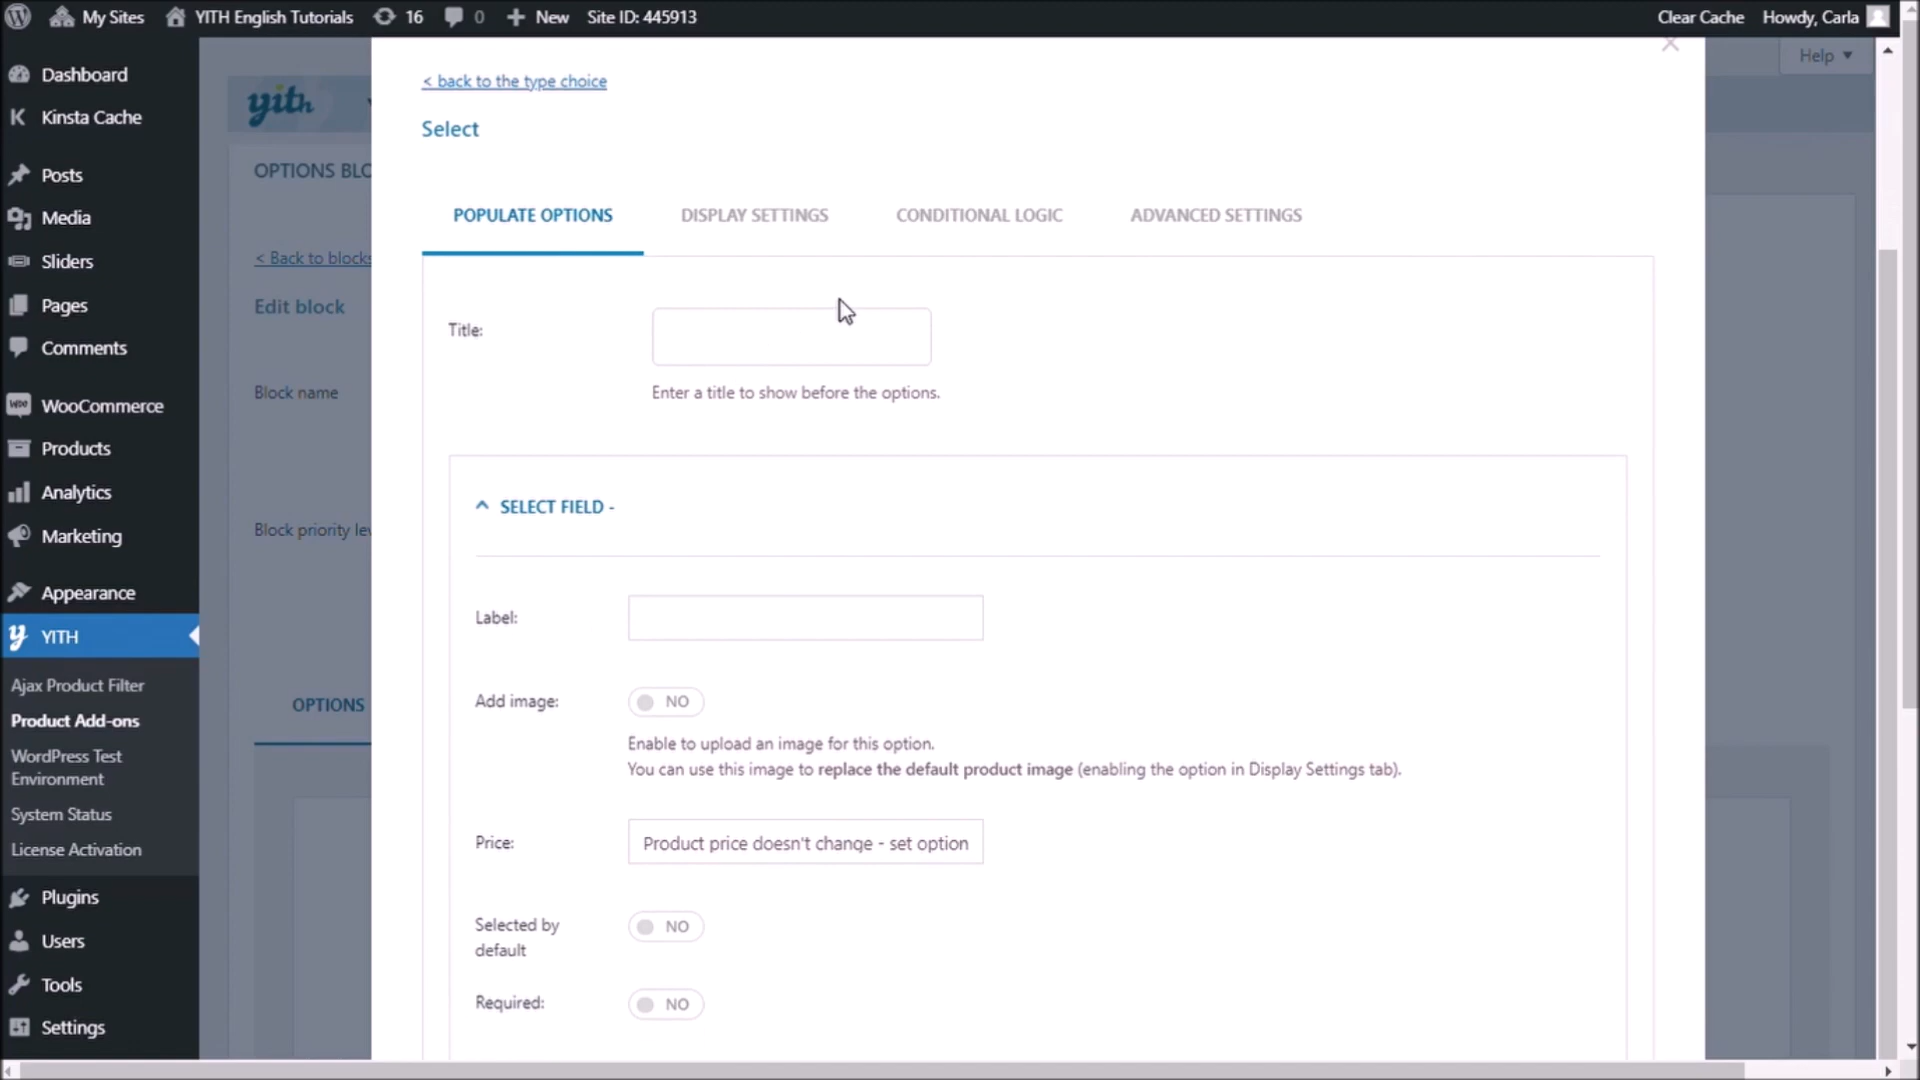 My Sites
YITH English Tutorials
16
0
New
Site ID: 445913
Clear Cache
Howdy, Carla
Dashboard
Kinsta Cache
Posts
Media
Sliders
Pages
Comments
WooCommerce
Products
Analytics
Marketing
Appearance
YITH
Ajax Product Filter
Product Add-ons
WordPress Test
Environment
System Status
License Activation
Plugins
Users
Tools
Settings
yith
Help
OPTIONS BLO
< Back to blocks
Edit block
Block name
Block priority lev
OPTIONS
< back to the type choice
Select
POPULATE OPTIONS
DISPLAY SETTINGS
CONDITIONAL LOGIC
ADVANCED SETTINGS
Title:
Enter a title to show before the options.
SELECT FIELD -
Label:
Add image:
NO
Enable to upload an image for this option.
You can use this image to replace the default product image (enabling the option in Display Settings tab).
Price:
Product price doesn't change - set option
Selected by
default
NO
Required:
NO